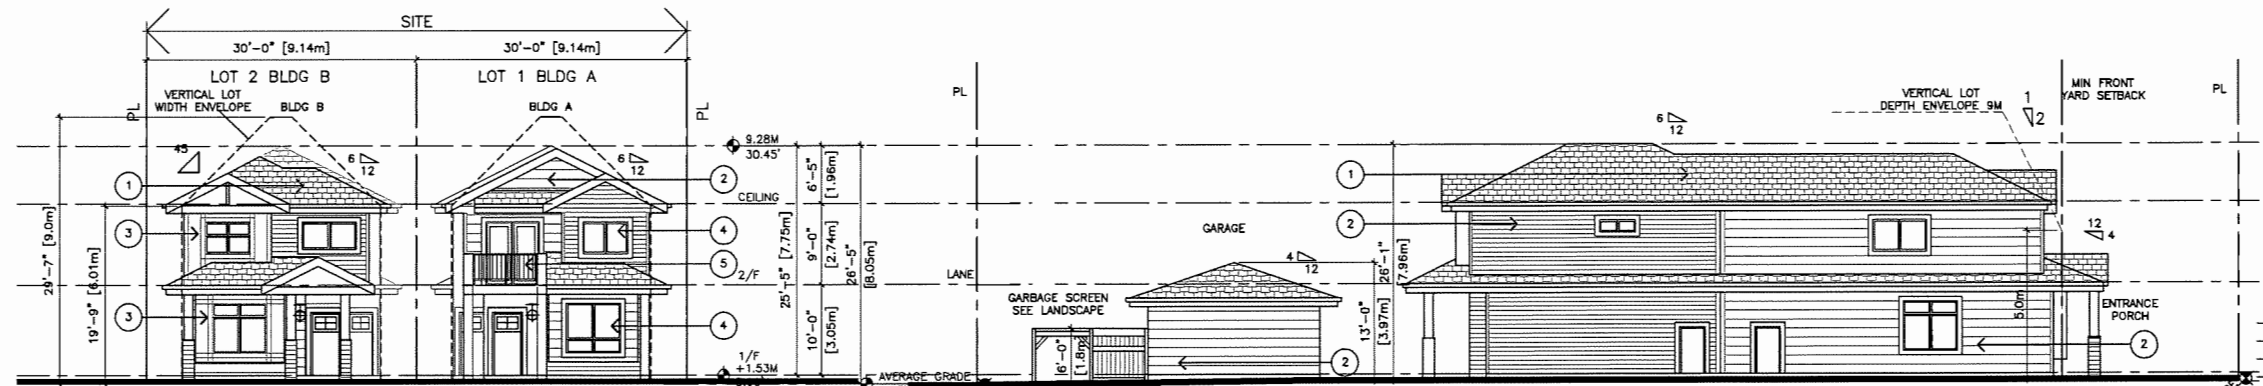 SITE
30'-0" [9.14m]
30'-0" [9.14m]
LOT 2 BLDG B
LOT 1 BLDG A
PL
PL
VERTICAL LOT
WIDTH ENVELOPE
BLDG B
BLDG A
45
6
12
6
12
1
2
3
3
4
4
5
29'-7" [9.0m]
19'-9" [6.01m]
9.28M
30.45'
CEILING
2/F
1/F
+1.53M
6'-5"
[1.96m]
9'-0"
[2.74m]
10'-0"
[3.05m]
25'-5" [7.75m]
26'-5"
[8.05m]
AVERAGE GRADE
PL
LANE
GARAGE
GARBAGE SCREEN
SEE LANDSCAPE
6'-0"
4
12
13'-0"
[3.97m]
2
26'-1"
[7.96m]
1
2
6
12
VERTICAL LOT
DEPTH ENVELOPE 9M
1
2
MIN FRONT
YARD SETBACK
PL
12
4
5.0m
ENTRANCE
PORCH
2